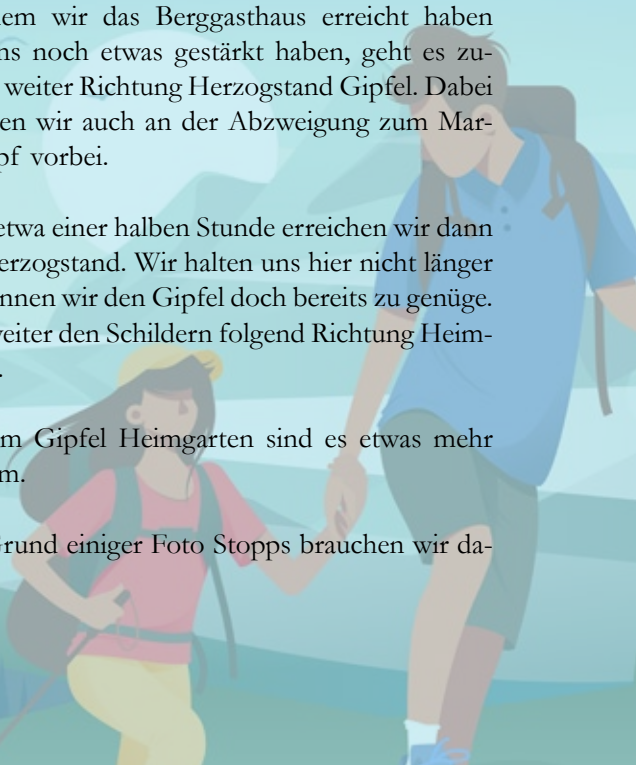 em wir das Berggasthaus erreicht haben
ns noch etwas gestärkt haben, geht es zu-
weiter Richtung Herzogstand Gipfel. Dabei
en wir auch an der Abzweigung zum Mar-
pf vorbei.
etwa einer halben Stunde erreichen wir dann
erzogstand. Wir halten uns hier nicht länger
nnen wir den Gipfel doch bereits zu genüge.
weiter den Schildern folgend Richtung Heim-
.
m Gipfel Heimgarten sind es etwas mehr
m.
Grund einiger Foto Stopps brauchen wir da-